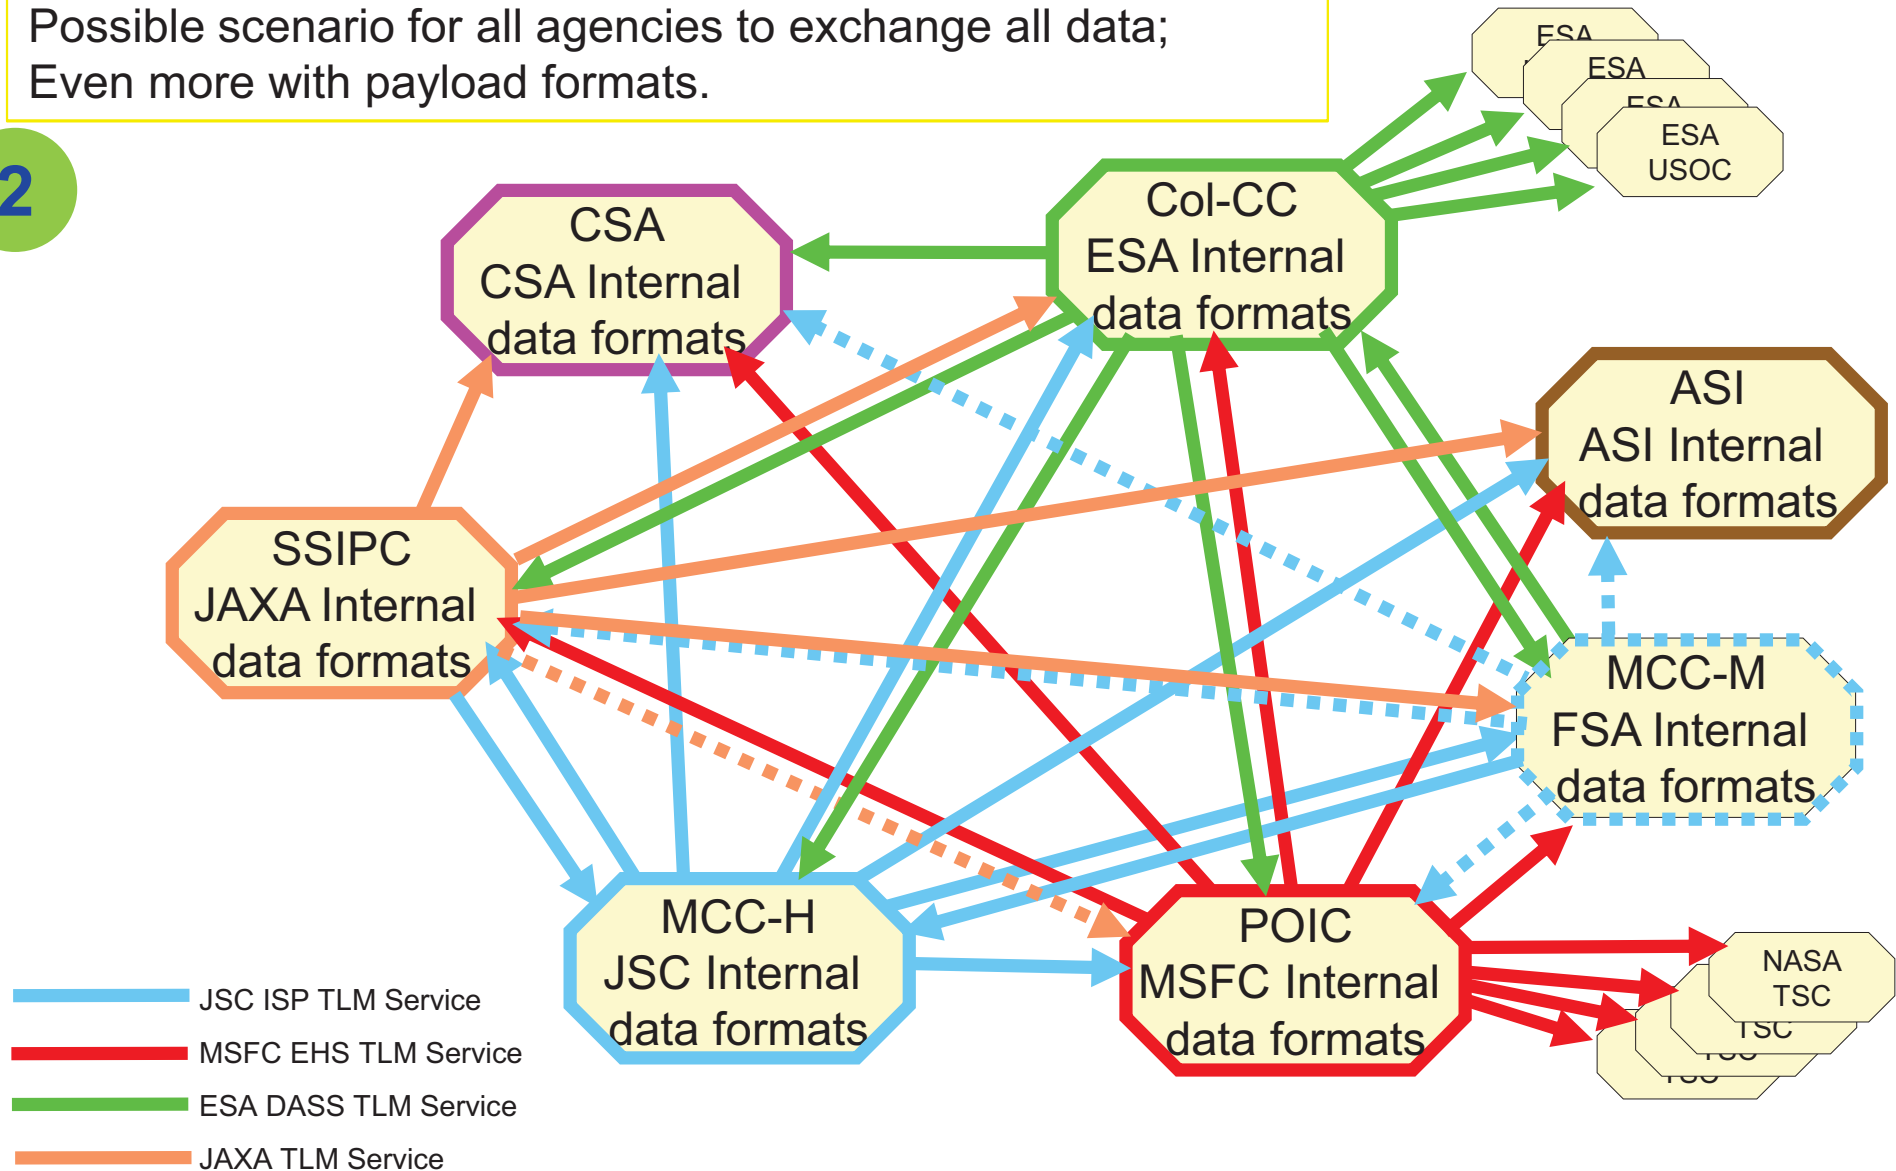 Possible scenario for all agencies to exchange all data;
Even more with payload formats.
2
ESA
ESA
ESA
ESA
USOC
CSA
CSA Internal
data formats
Col-CC
ESA Internal
data formats
ASI
ASI Internal
data formats
SSIPC
JAXA Internal
data formats
MCC-M
FSA Internal
data formats
MCC-H
JSC Internal
data formats
POIC
MSFC Internal
data formats
NASA
TSC
TSC
TSC
TSC
JSC ISP TLM Service
MSFC EHS TLM Service
ESA DASS TLM Service
JAXA TLM Service